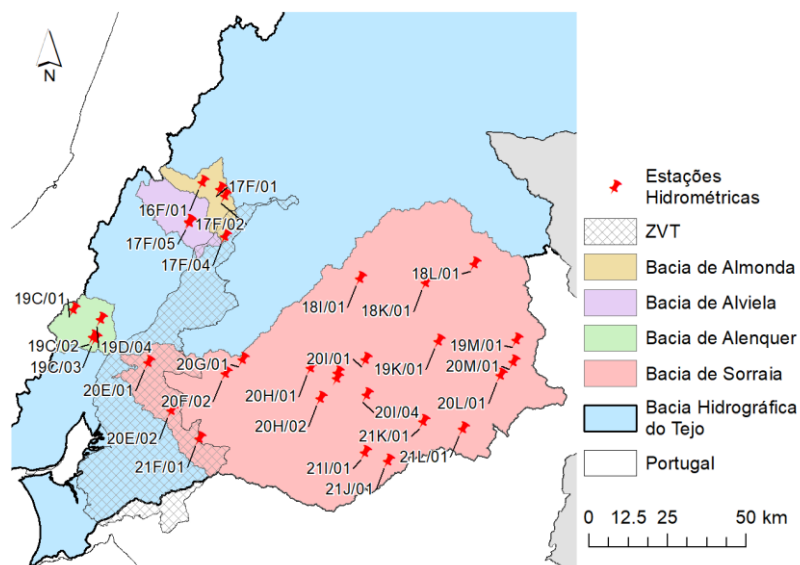 N
17F/01
16F/01
17F/02
17F/05
17F/04
18L/01
18I/01
18K/01
19C/01
19C/02
19D/04
19C/03
20G/01
20I/01
19M/01
19K/01
20M/01
20E/01
20F/02
20H/01
20L/01
20I/04
20H/02
20E/02
21K/01
21F/01
21I/01
21L/01
21J/01
Estações
Hidrométricas
ZVT
Bacia de Almonda
Bacia de Alviela
Bacia de Alenquer
Bacia de Sorraia
Bacia Hidrográfica
do Tejo
Portugal
0 12.5 25 50 km